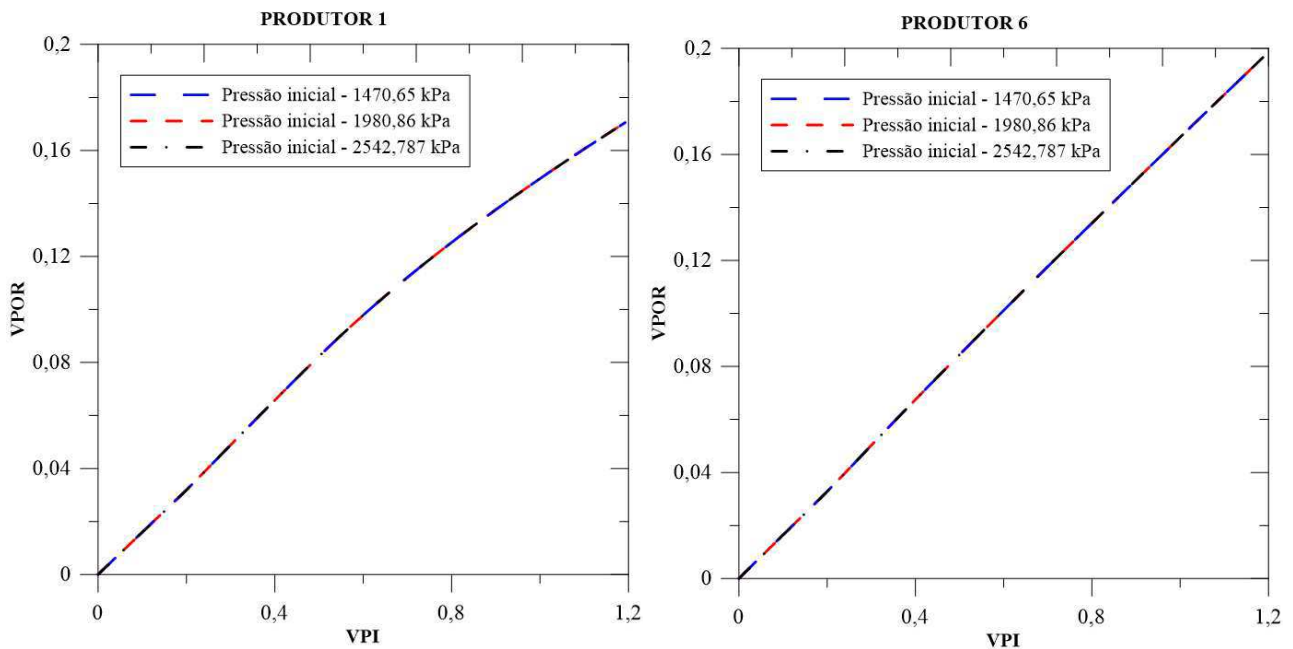 PRODUTOR 1
0,2
0,16
0,12
0,08
0,04
0
VPOR
Pressão inicial - 1470,65 kPa
Pressão inicial - 1980,86 kPa
Pressão inicial - 2542,787 kPa
0
0,4
0,8
1,2
VPI
PRODUTOR 6
0,2
0,16
0,12
0,08
0,04
0
VPOR
Pressão inicial - 1470,65 kPa
Pressão inicial - 1980,86 kPa
Pressão inicial - 2542,787 kPa
0
0,4
0,8
1,2
VPI